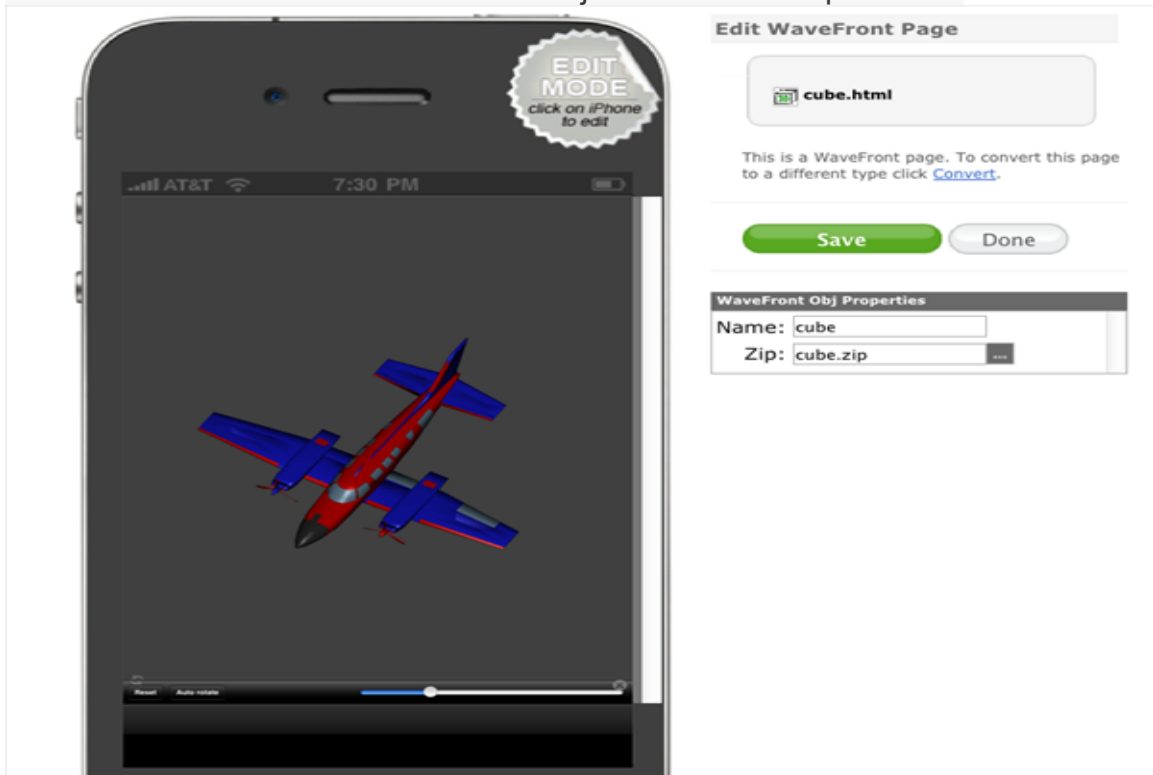 Edit WaveFront Page
EDIT
MODE
click on iPhone
to edit
cube.html
This is a WaveFront page. To convert this page
to a different type click Convert.
AT&T 7:30 PM
Save Done
WaveFront Obj Properties
Name: cube
Zip: cube.zip ...
Reset Auto rotate